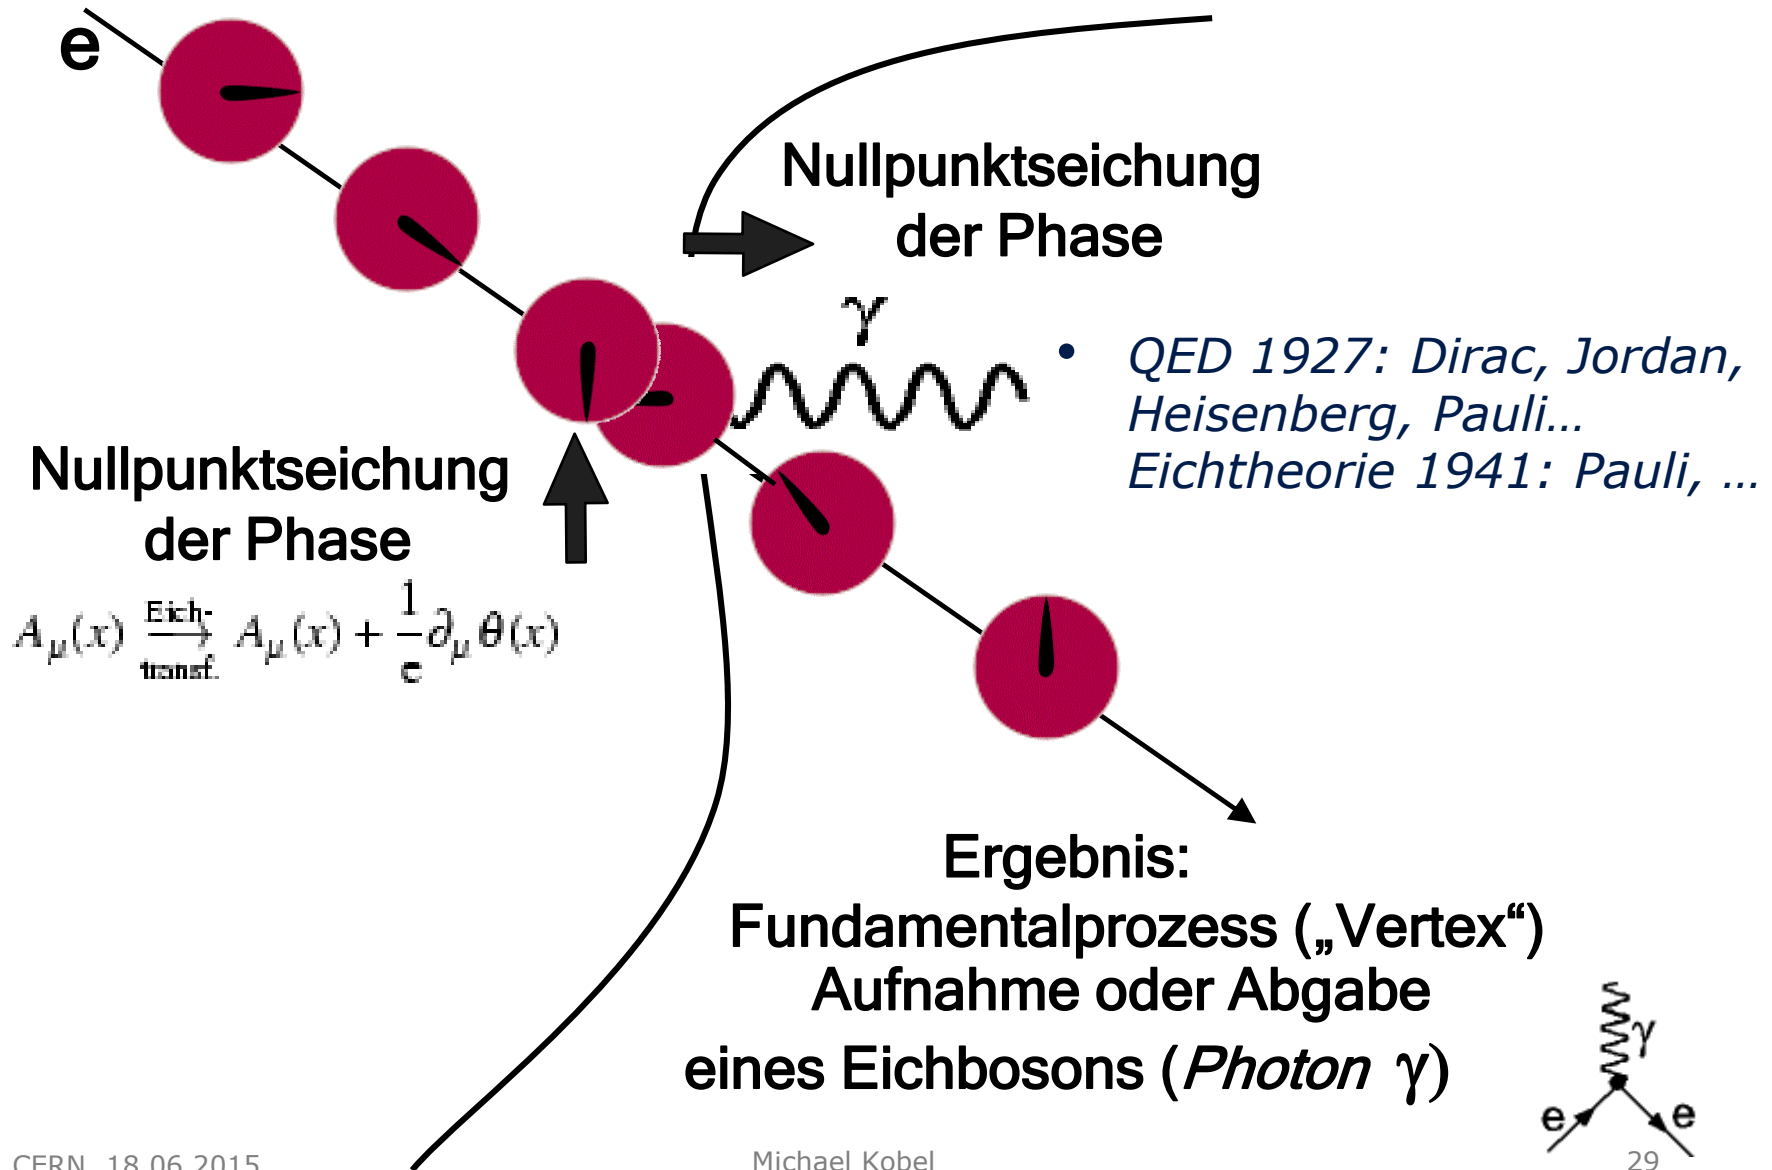 e
Nullpunktseichung
der Phase
γ
• QED 1927: Dirac, Jordan,
Heisenberg, Pauli…
Eichtheorie 1941: Pauli, …
Nullpunktseichung
der Phase
A_μ(x) Eich-transf. → A_μ(x) + 1/e ∂_μ θ(x)
Ergebnis:
Fundamentalprozess („Vertex“)
Aufnahme oder Abgabe
eines Eichbosons (Photon γ)
γ
e e
CERN, 18.06.2015 Michael Kobel 29